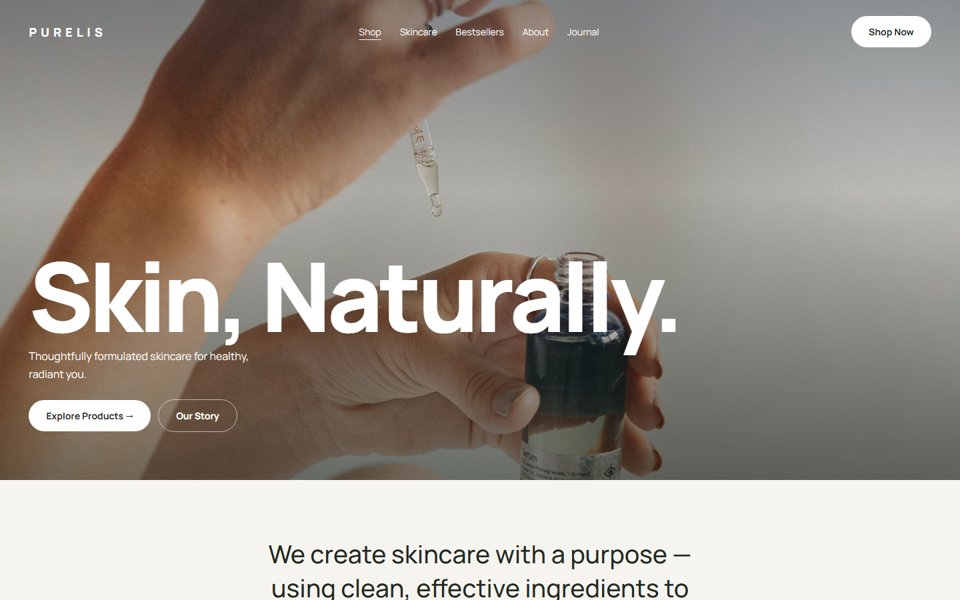 PURELIS
Shop
Skincare
Bestsellers
About
Journal
Shop Now
Skin, Naturally.
Thoughtfully formulated skincare for healthy,
radiant you.
Explore Products →
Our Story
Serum
We create skincare with a purpose —
using clean, effective ingredients to